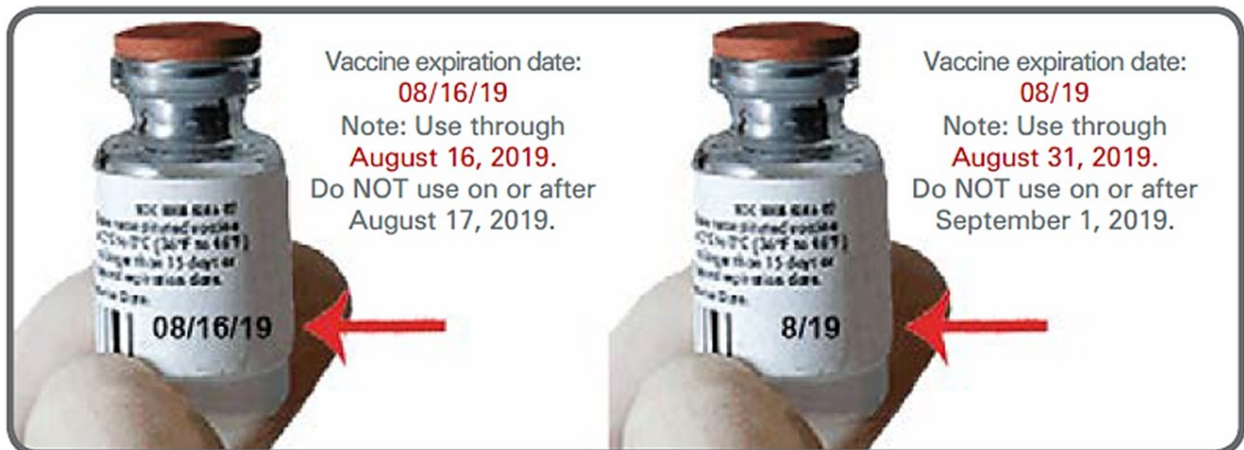 Vaccine expiration date:
08/16/19
Note: Use through
August 16, 2019.
Do NOT use on or after
August 17, 2019.
08/16/19
Vaccine expiration date:
08/19
Note: Use through
August 31, 2019.
Do NOT use on or after
September 1, 2019.
8/19